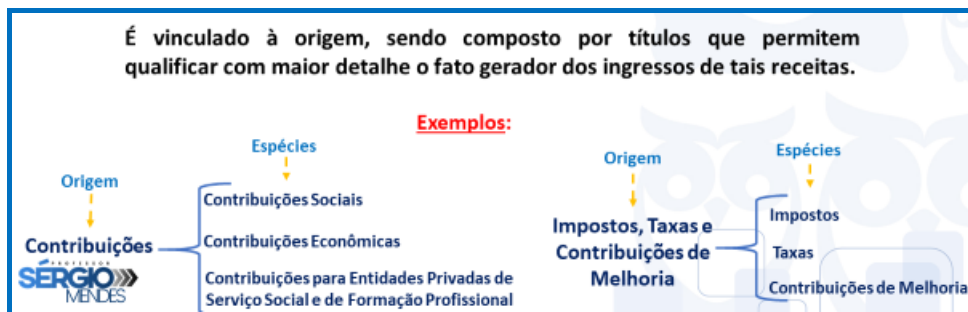 É vinculado à origem, sendo composto por títulos que permitem
qualificar com maior detalhe o fato gerador dos ingressos de tais receitas.
Exemplos:
Espécies
Origem
Contribuições Sociais
Contribuições
Contribuições Econômicas
Contribuições para Entidades Privadas de
Serviço Social e de Formação Profissional
PROFESSOR
SÉRGIO
MENDES
Espécies
Origem
Impostos
Impostos, Taxas e
Contribuições de
Melhoria
Taxas
Contribuições de Melhoria